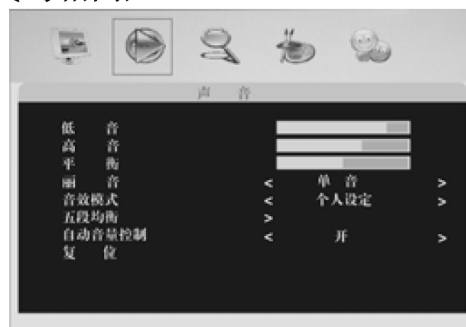 声 音
低 音
高 音
平 衡
丽 音 < 单 音 >
音效模式 < 个人设定 >
五段均衡 >
自动音量控制 < 开 >
复 位